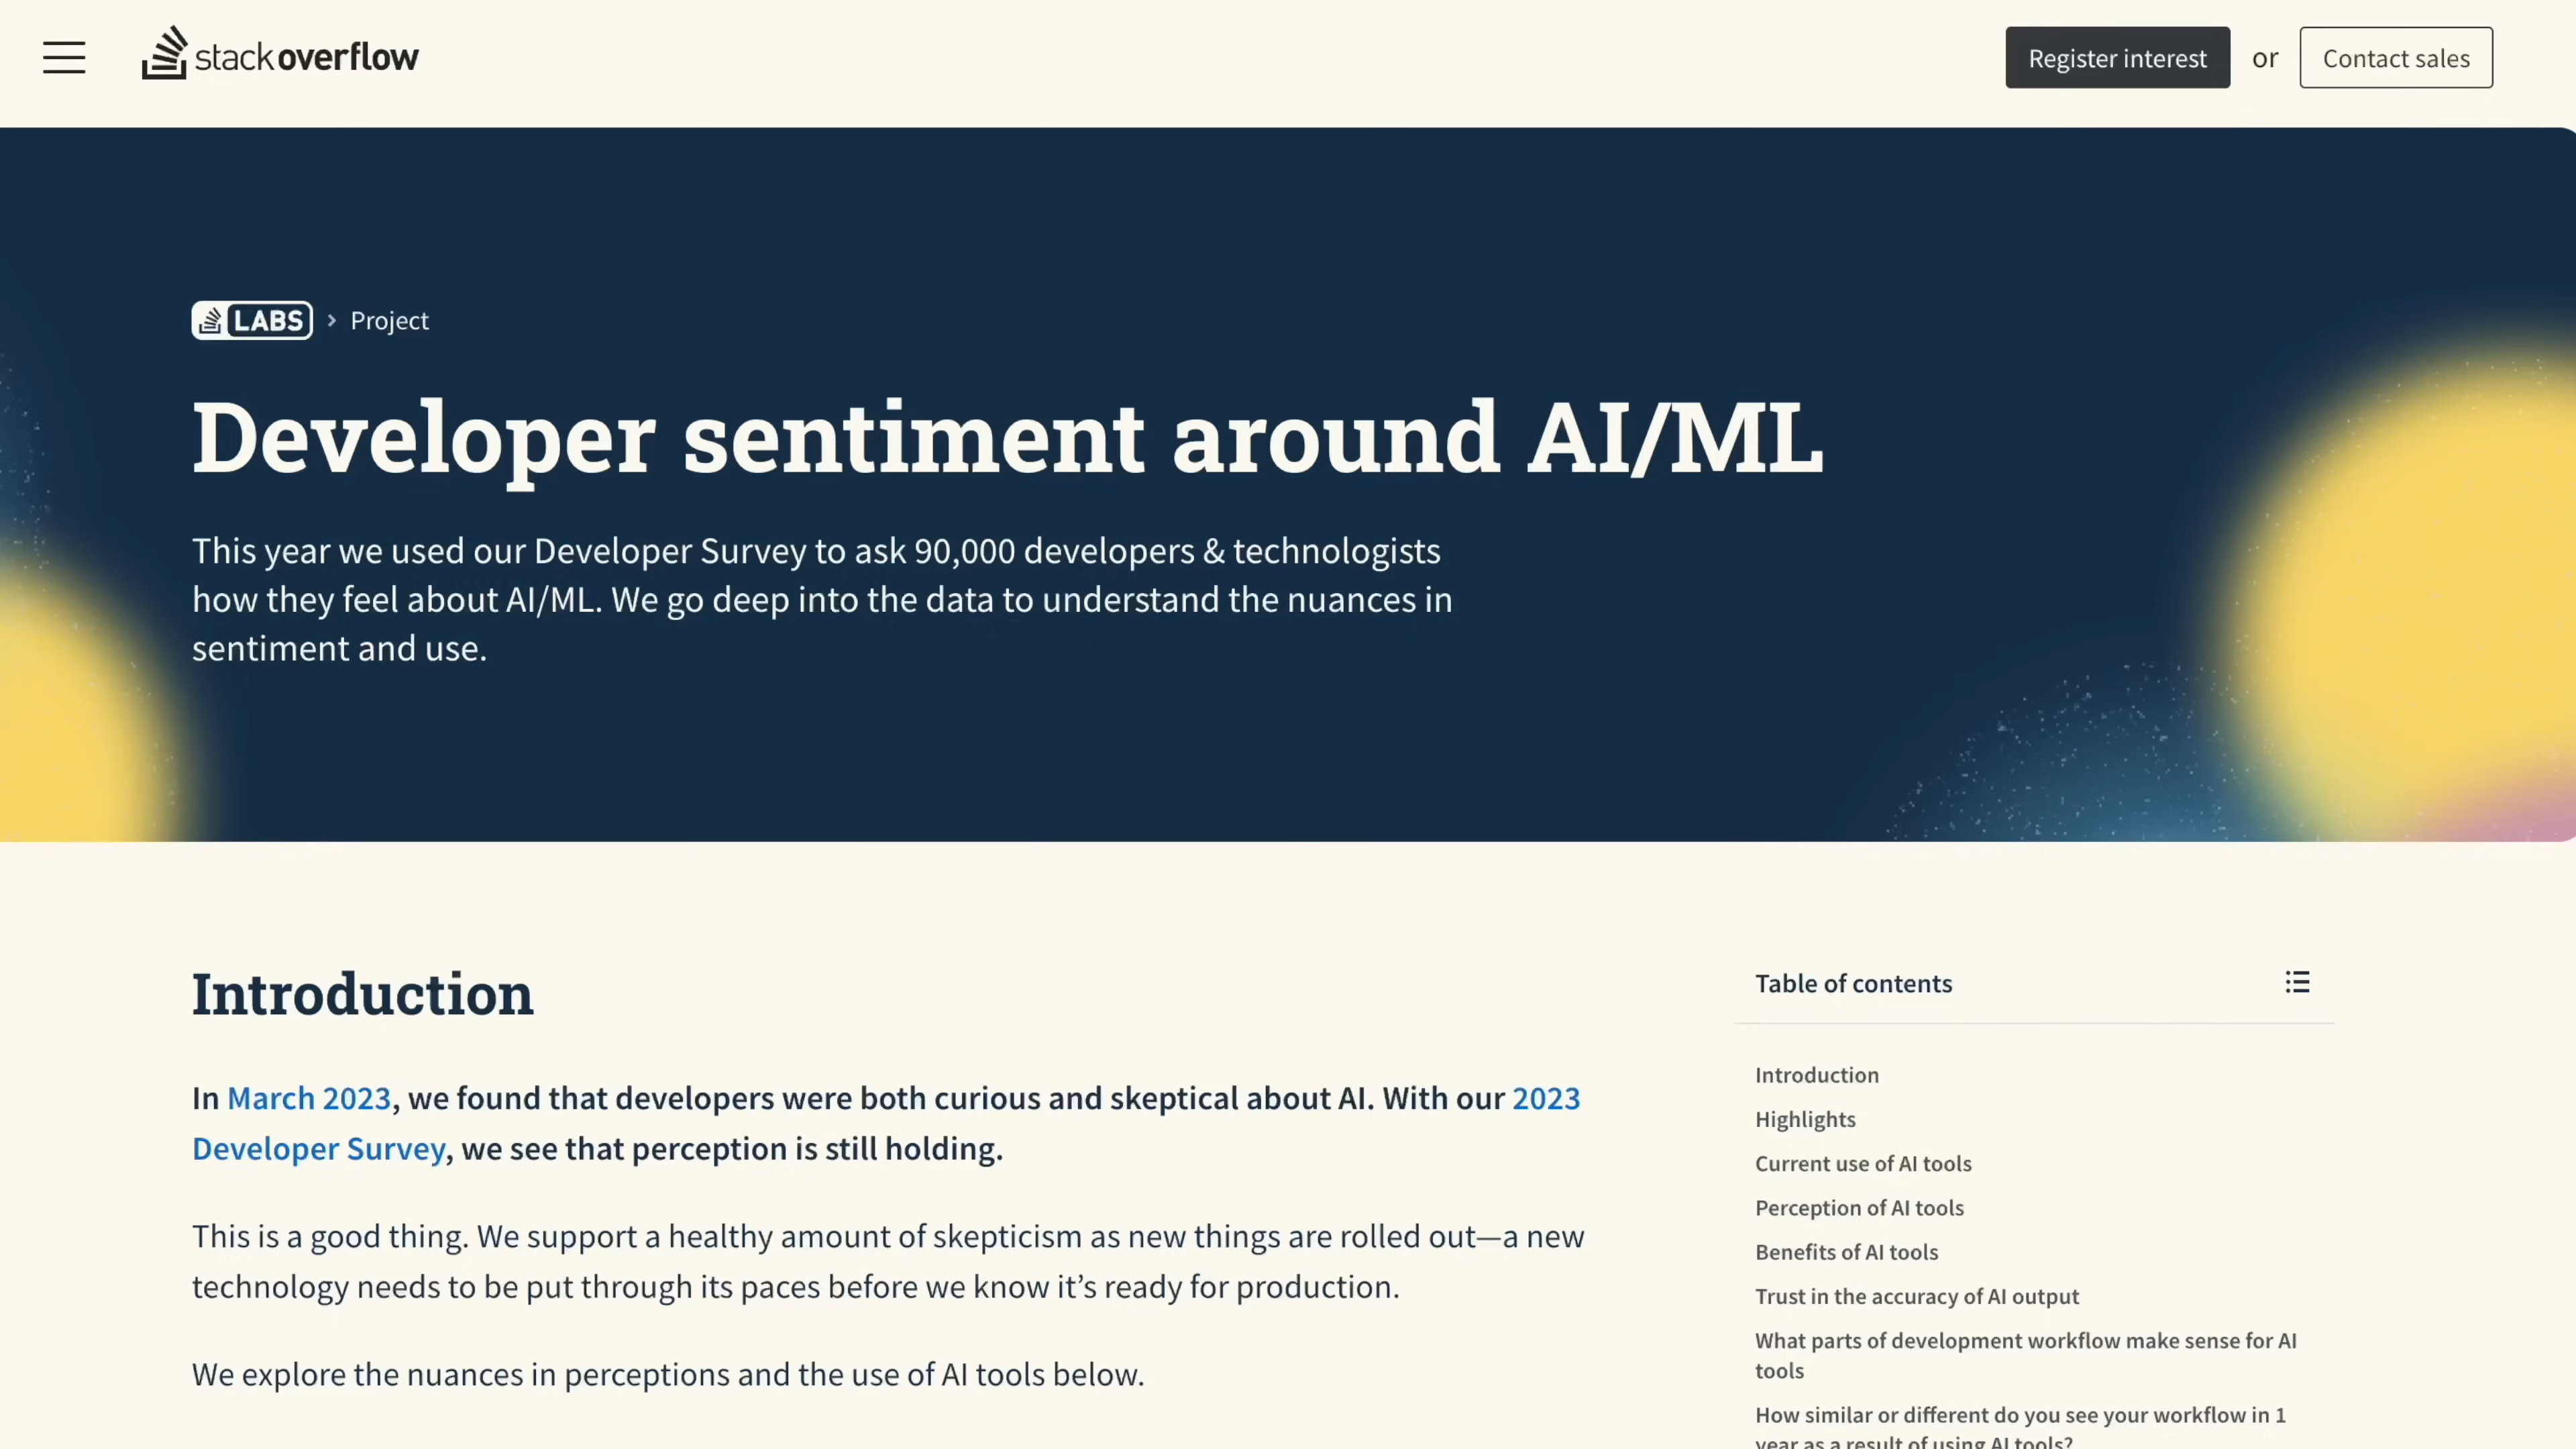 stackoverflow
Register interest
or
Contact sales
LABS > Project
Developer sentiment around AI/ML
This year we used our Developer Survey to ask 90,000 developers & technologists
how they feel about AI/ML. We go deep into the data to understand the nuances in
sentiment and use.
Introduction
In March 2023, we found that developers were both curious and skeptical about AI. With our 2023
Developer Survey, we see that perception is still holding.
This is a good thing. We support a healthy amount of skepticism as new things are rolled out—a new
technology needs to be put through its paces before we know it’s ready for production.
We explore the nuances in perceptions and the use of AI tools below.
Table of contents
Introduction
Highlights
Current use of AI tools
Perception of AI tools
Benefits of AI tools
Trust in the accuracy of AI output
What parts of development workflow make sense for AI
tools
How similar or different do you see your workflow in 1
year as a result of using AI tools?